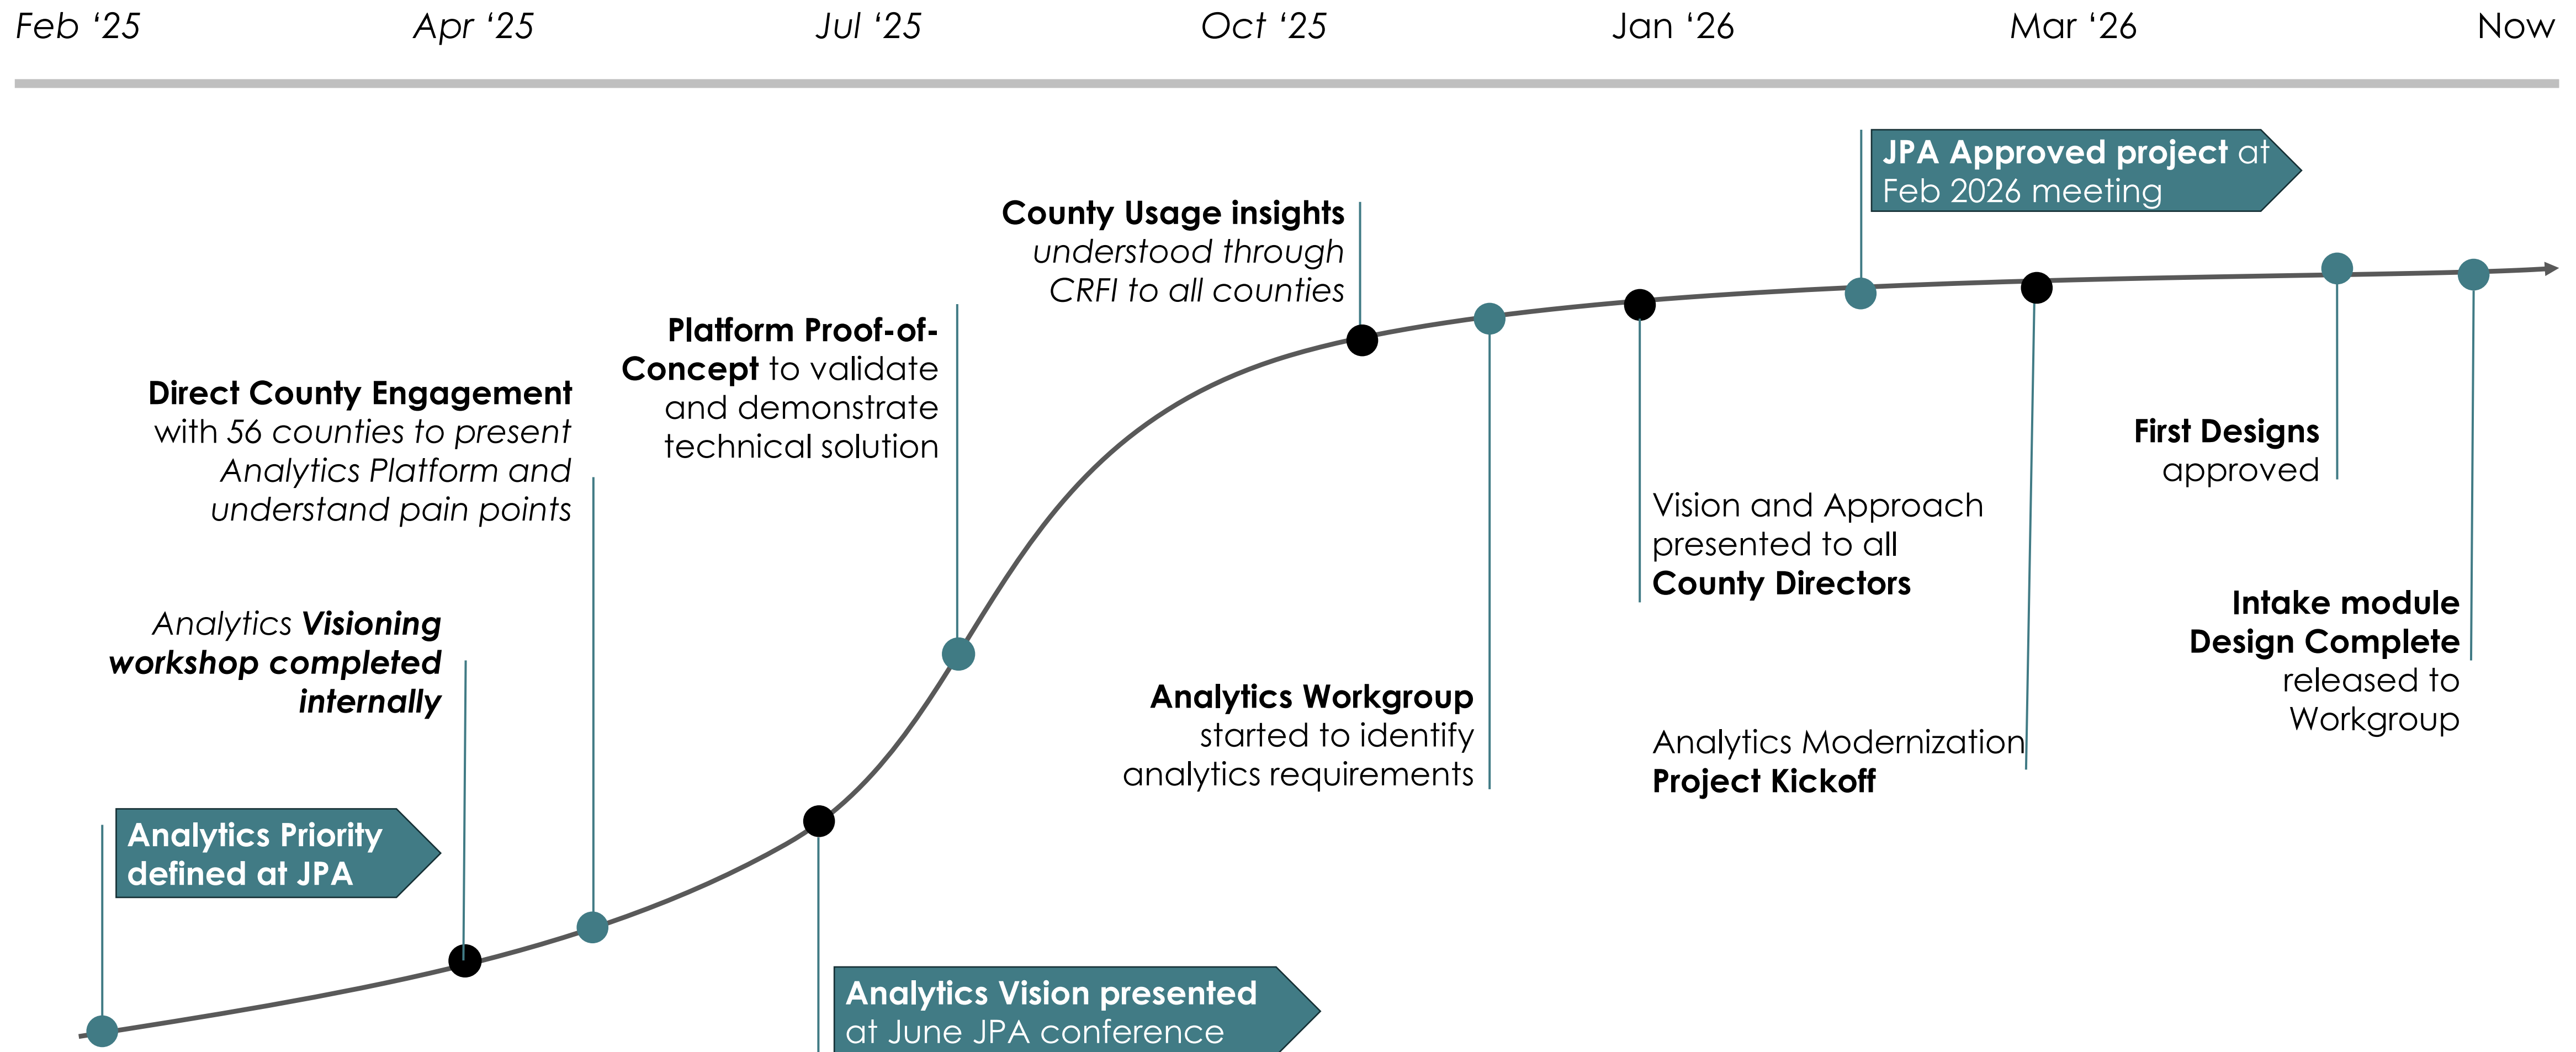 Feb ‘25
Apr ‘25
Jul ‘25
Oct ‘25
Jan ‘26
Mar ‘26
Now
JPA Approved project at
Feb 2026 meeting
County Usage insights
understood through
CRFI to all counties
Platform Proof-of-
Concept to validate
and demonstrate
technical solution
Direct County Engagement
with 56 counties to present
Analytics Platform and
understand pain points
First Designs
approved
Vision and Approach
presented to all
County Directors
Intake module
Design Complete
released to
Workgroup
Analytics Visioning
workshop completed
internally
Analytics Workgroup
started to identify
analytics requirements
Analytics Modernization
Project Kickoff
Analytics Priority
defined at JPA
Analytics Vision presented
at June JPA conference